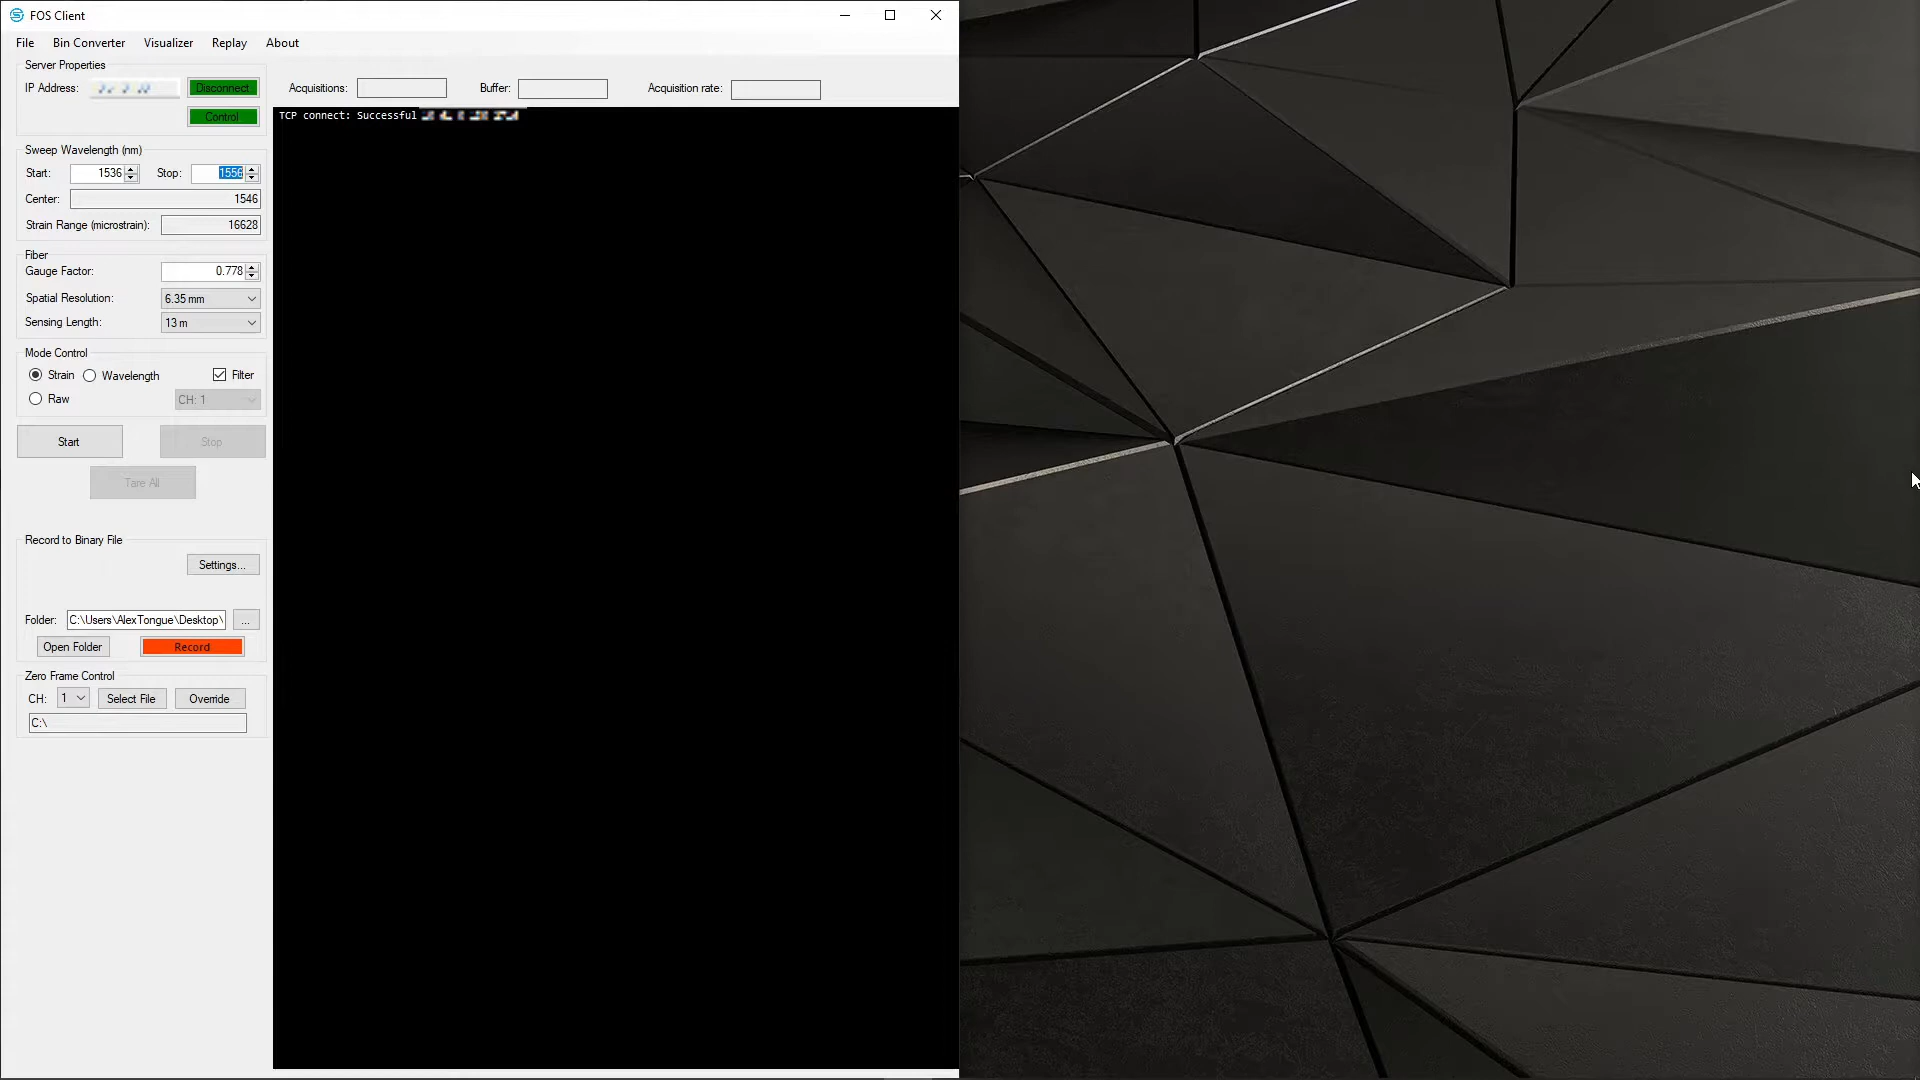 FOS Client
File Bin Converter Visualizer Replay About
Server Properties
IP Address: Disconnect
Control
Acquisitions: Buffer: Acquisition rate:
TCP connect: Successful
Sweep Wavelength (nm)
Start: 1536 Stop: 1556
Center: 1546
Strain Range (microstrain): 16628
Fiber
Gauge Factor: 0.778
Spatial Resolution: 6.35 mm
Sensing Length: 13 m
Mode Control
Strain Wavelength Filter
Raw CH: 1
Start Stop
Tare All
Record to Binary File
Settings...
Folder: C:\Users\AlexTongue\Desktop\ ...
Open Folder Record
Zero Frame Control
CH: 1 Select File Override
C:\